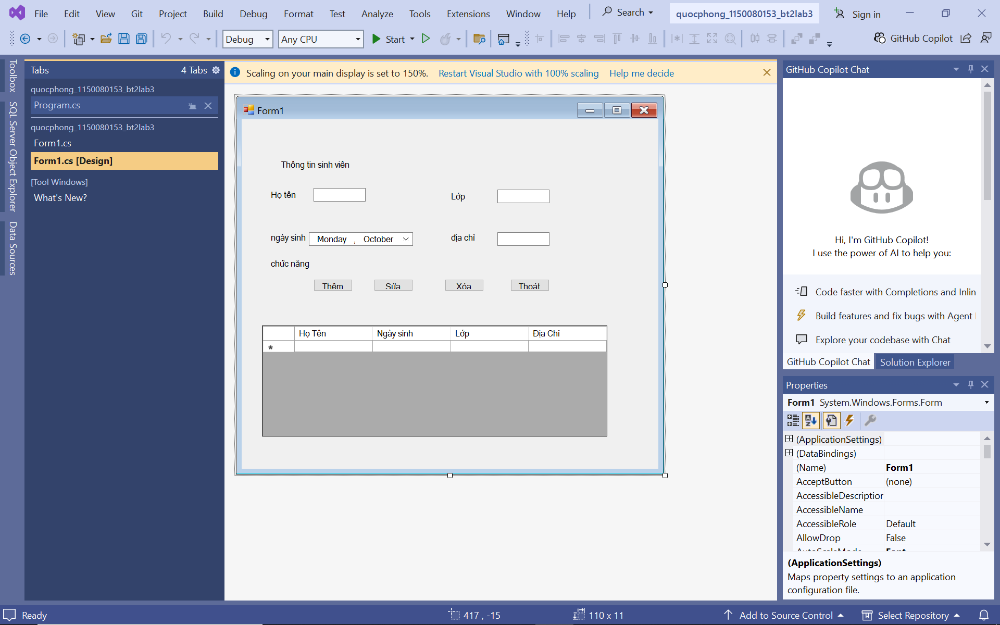 File Edit View Git Project Build Debug Format Test Analyze Tools Extensions Window Help Search quocphong_1150080153_bt2lab3 Sign in
Debug Any CPU Start GitHub Copilot
Toolbox
SQL Server Object Explorer
Data Sources
Tabs 4 Tabs
quocphong_1150080153_bt2lab3
Program.cs
quocphong_1150080153_bt2lab3
Form1.cs
Form1.cs [Design]
[Tool Windows]
What's New?
Scaling on your main display is set to 150%. Restart Visual Studio with 100% scaling Help me decide
Form1
Thông tin sinh viên
Họ tên Lớp
ngày sinh Monday , October địa chỉ
chức năng
Thêm Sửa Xóa Thoát
Họ Tên Ngày sinh Lớp Địa Chỉ
*
GitHub Copilot Chat
Hi, I'm GitHub Copilot!
I use the power of AI to help you:
Code faster with Completions and Inlin
Build features and fix bugs with Agent
Explore your codebase with Chat
GitHub Copilot Chat Solution Explorer
Properties
Form1 System.Windows.Forms.Form
(ApplicationSettings)
(DataBindings)
(Name) Form1
AcceptButton (none)
AccessibleDescription
AccessibleName
AccessibleRole Default
AllowDrop False
AutoScaleMode Font
(ApplicationSettings)
Maps property settings to an application
configuration file.
Ready 417 , -15 110 x 11 Add to Source Control Select Repository